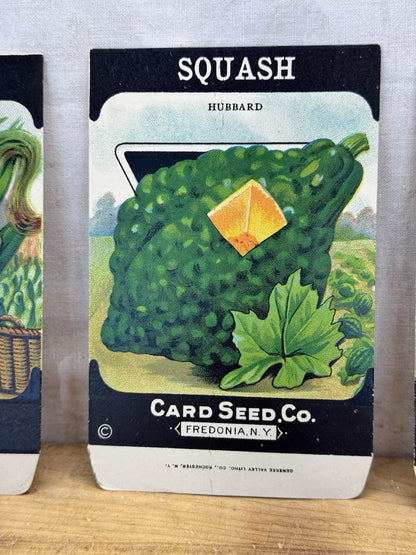 SQUASH
HUBBARD
CARD SEED.CO.
©
FREDONIA, N.Y.
GENESEE VALLEY LITHO. CO., ROCHESTER, N. Y.